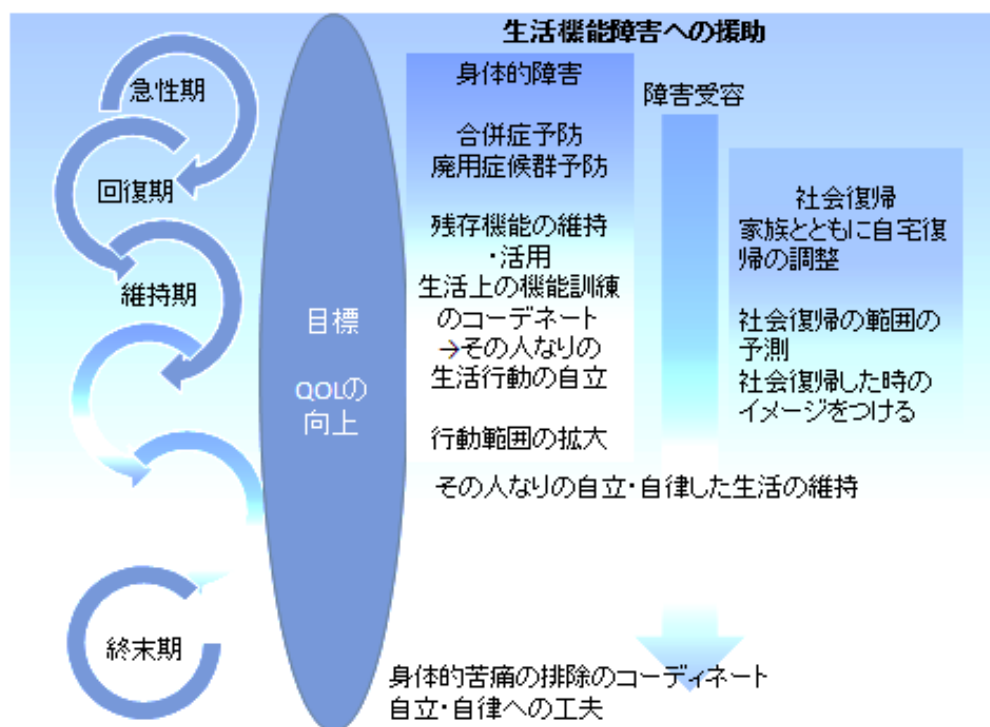 生活機能障害への援助
急性期
回復期
維持期
終末期
目標
QOLの
向上
身体的障害
合併症予防
廃用症候群予防
残存機能の維持
・活用
生活上の機能訓練
のコーデネート
→その人なりの
生活行動の自立
行動範囲の拡大
障害受容
社会復帰
家族とともに自宅復
帰の調整
社会復帰の範囲の
予測
社会復帰した時の
イメージをつける
その人なりの自立・自律した生活の維持
身体的苦痛の排除のコーディネート
自立・自律への工夫